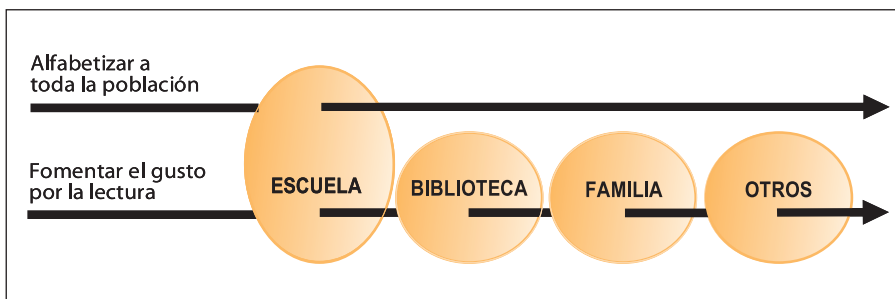 Alfabetizar a
toda la población
Fomentar el gusto
por la lectura
ESCUELA
BIBLIOTECA
FAMILIA
OTROS